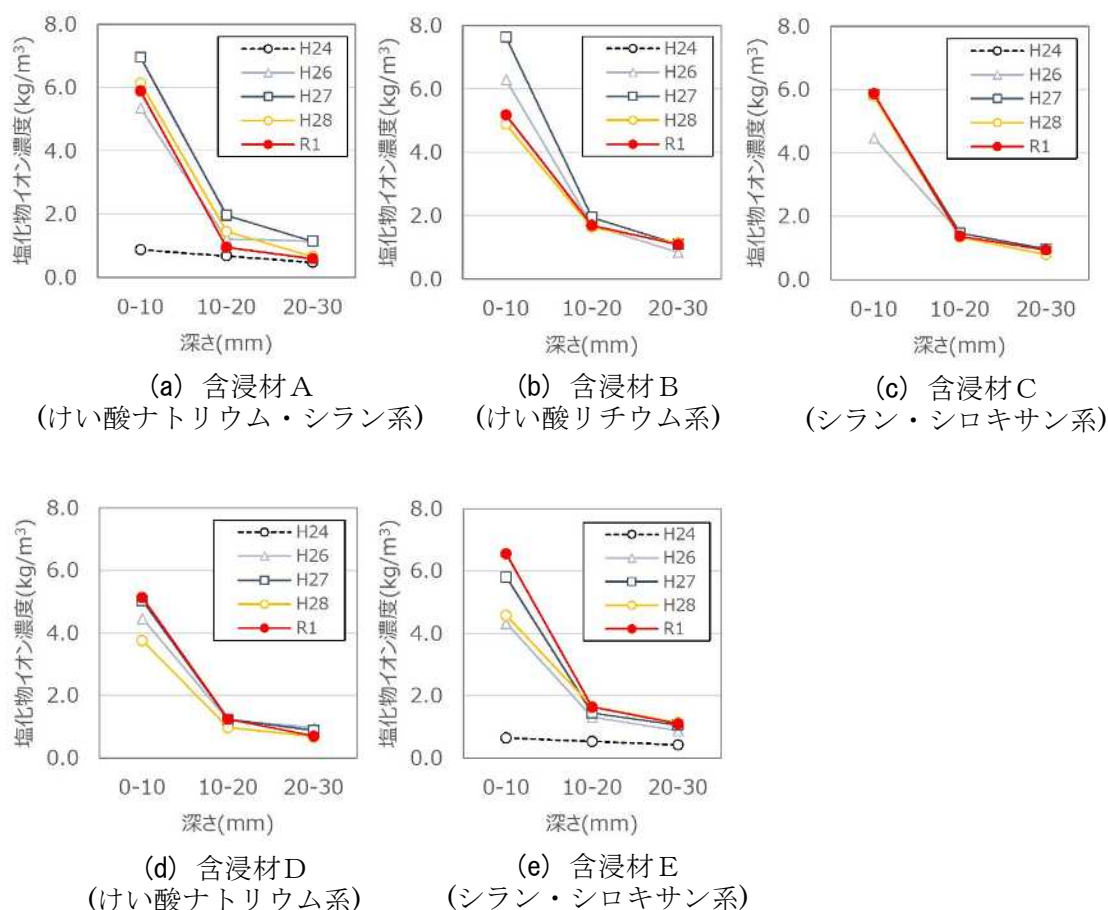 塩化物イオン濃度(kg/m³)
8.0
6.0
4.0
2.0
0.0
H24
H26
H27
H28
R1
0-10 10-20 20-30
深さ(mm)
(a) 含浸材A
(けい酸ナトリウム・シラン系)
塩化物イオン濃度(kg/m³)
8.0
6.0
4.0
2.0
0.0
H24
H26
H27
H28
R1
0-10 10-20 20-30
深さ(mm)
(b) 含浸材B
(けい酸リチウム系)
塩化物イオン濃度(kg/m³)
8.0
6.0
4.0
2.0
0.0
H24
H26
H27
H28
R1
0-10 10-20 20-30
深さ(mm)
(c) 含浸材C
(シラン・シロキサン系)
塩化物イオン濃度(kg/m³)
8.0
6.0
4.0
2.0
0.0
H24
H26
H27
H28
R1
0-10 10-20 20-30
深さ(mm)
(d) 含浸材D
(けい酸ナトリウム系)
塩化物イオン濃度(kg/m³)
8.0
6.0
4.0
2.0
0.0
H24
H26
H27
H28
R1
0-10 10-20 20-30
深さ(mm)
(e) 含浸材E
(シラン・シロキサン系)